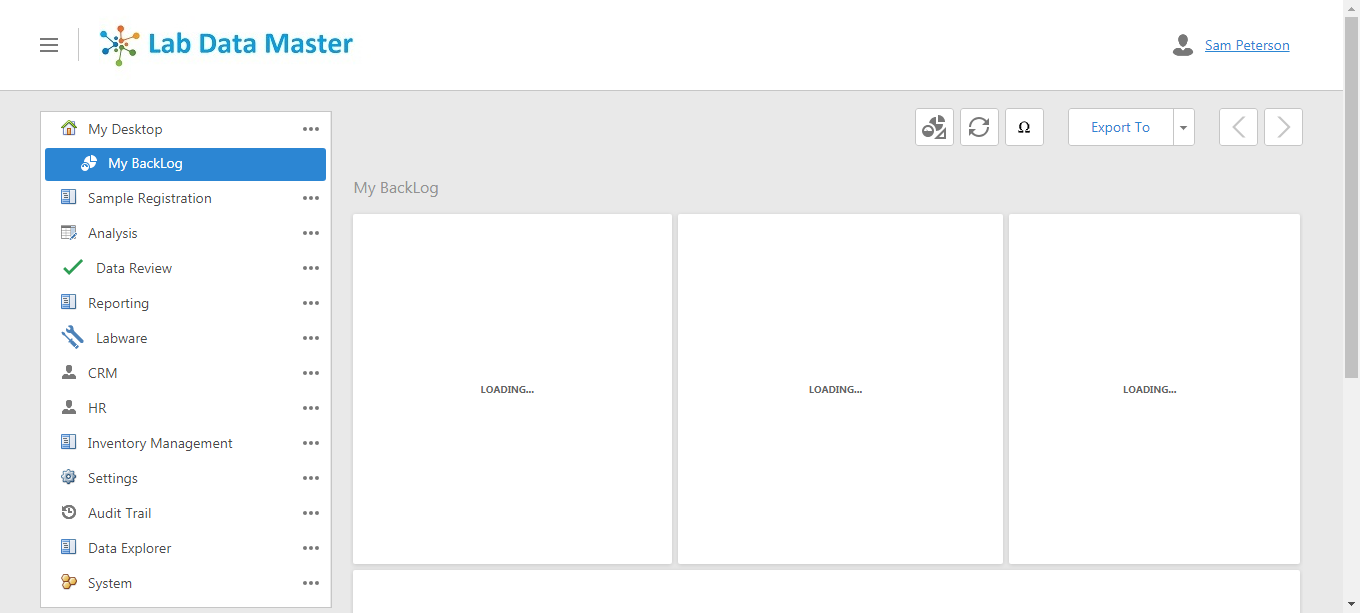 Lab Data Master
Sam Peterson
My Desktop
My BackLog
Sample Registration
Analysis
Data Review
Reporting
Labware
CRM
HR
Inventory Management
Settings
Audit Trail
Data Explorer
System
Ω
Export To
My BackLog
LOADING...
LOADING...
LOADING...